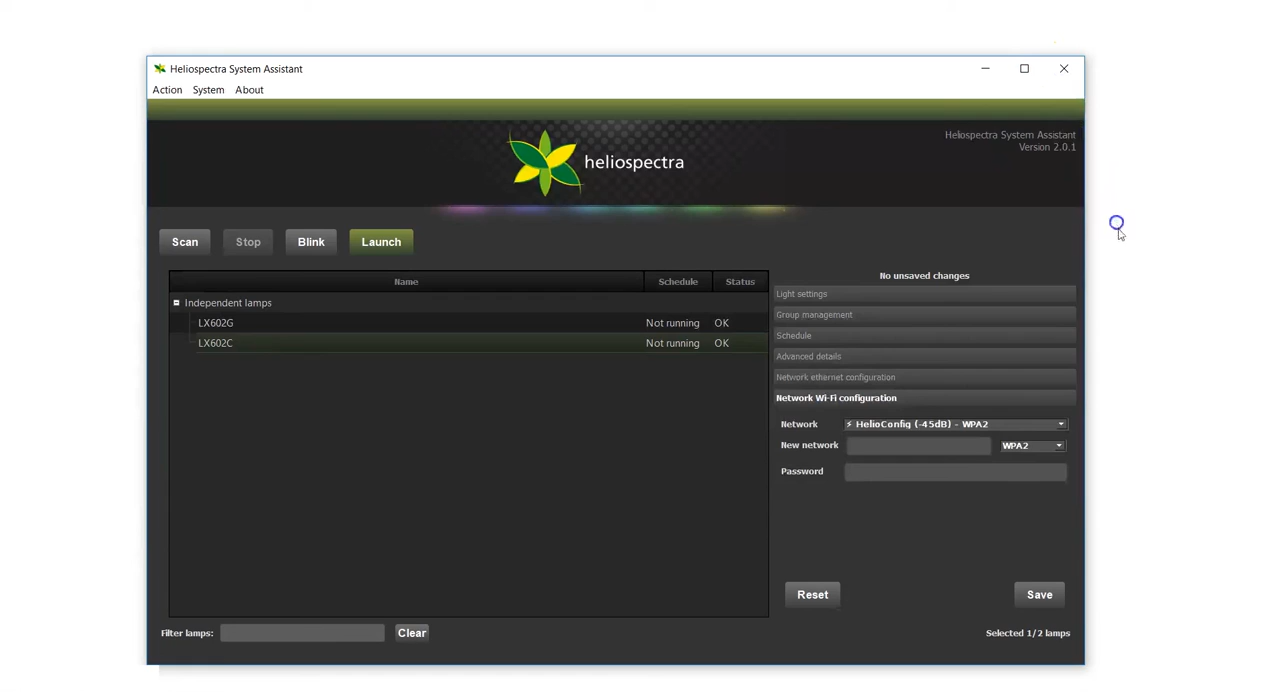 Heliospectra System Assistant
Action System About
Heliospectra System Assistant
Version 2.0.1
heliospectra
Scan Stop Blink Launch
Name Schedule Status
Independent lamps
LX602G Not running OK
LX602C Not running OK
No unsaved changes
Light settings
Group management
Schedule
Advanced details
Network ethernet configuration
Network Wi-Fi configuration
Network ⚡ HelioConfig (-45dB) - WPA2
New network WPA2
Password
Reset Save
Filter lamps: Clear Selected 1/2 lamps